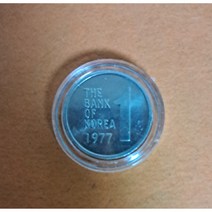 THE
BANK
OF
KOREA
1977
1